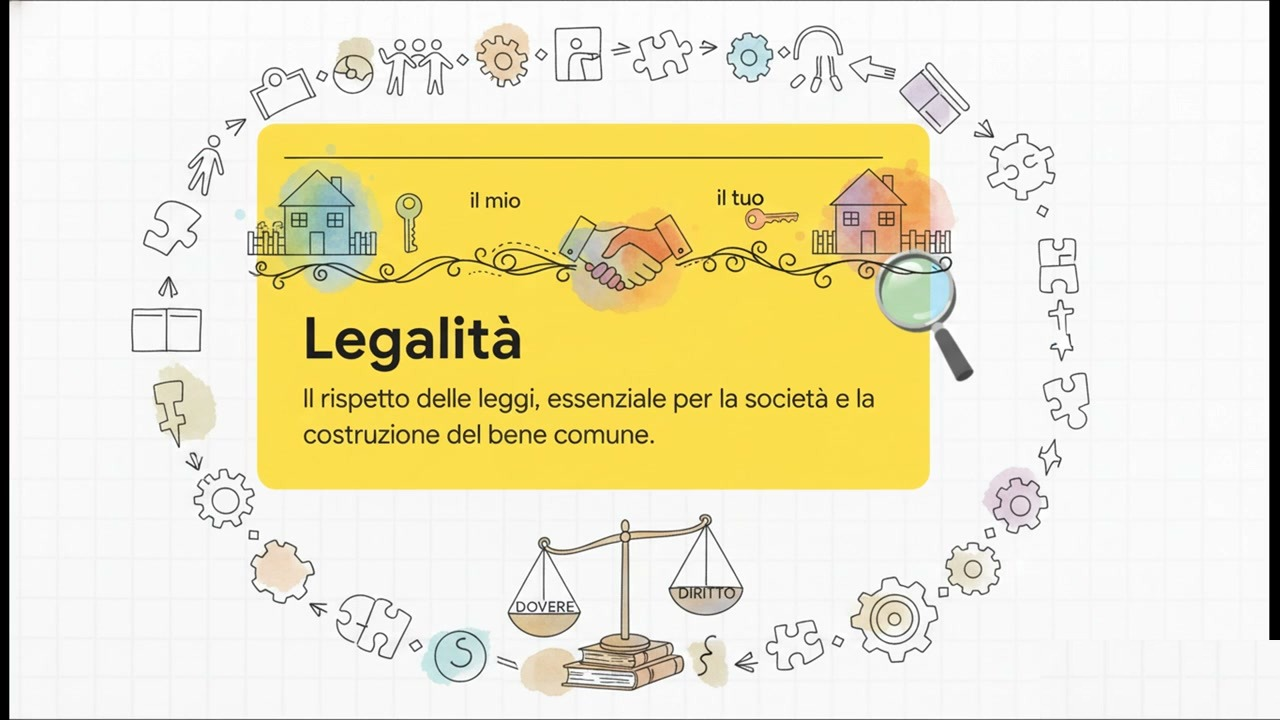 il mio
il tuo
Legalità
Il rispetto delle leggi, essenziale per la società e la
costruzione del bene comune.
DOVERE
DIRITTO
S